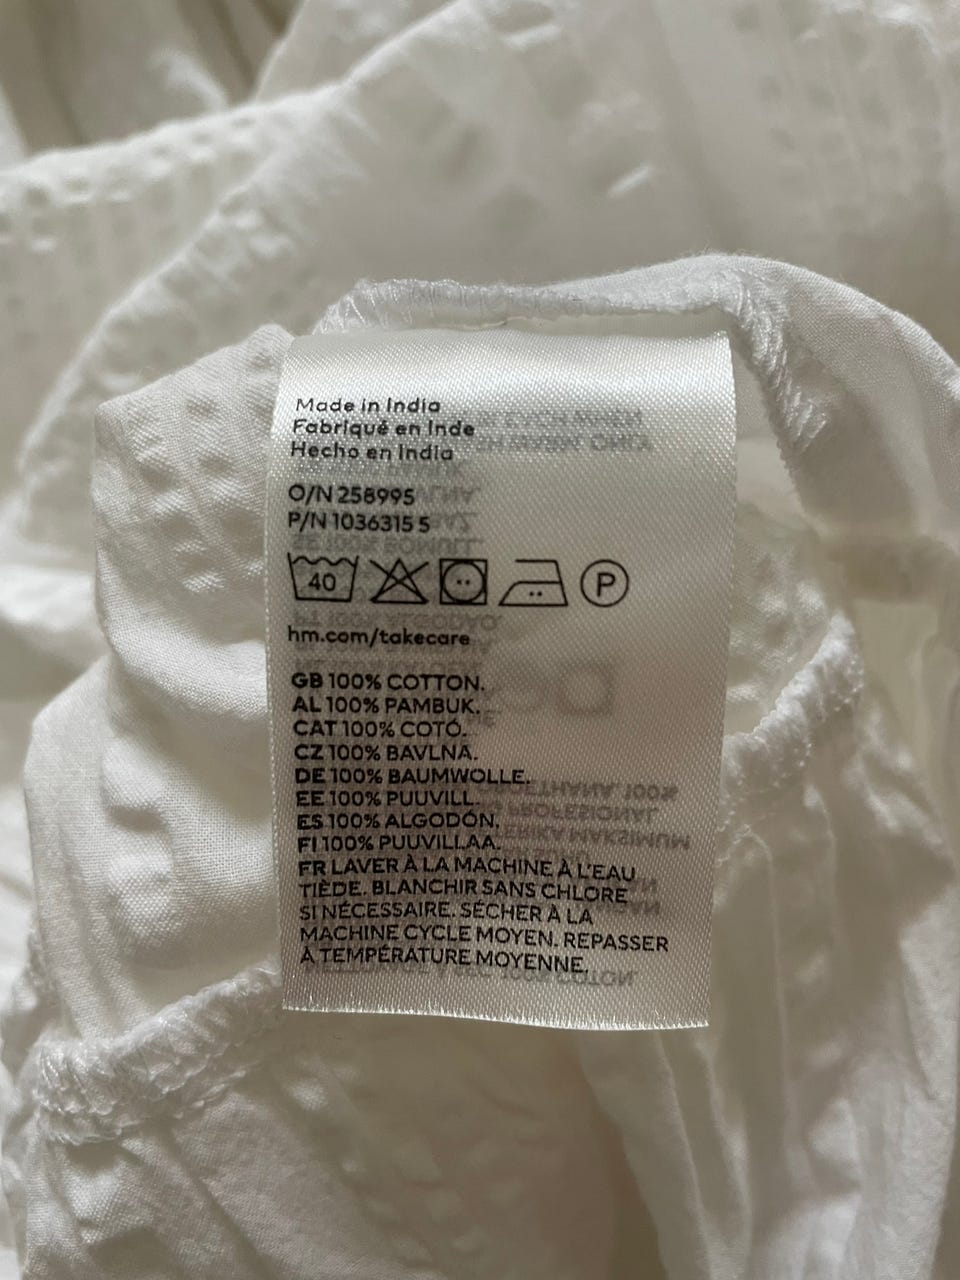 Made in India
Fabriqué en Inde
Hecho en India
O/N 258995
P/N 1036315 S
40 P
hm.com/takecare
GB 100% COTTON.
AL 100% PAMBUK.
CAT 100% COTÓ.
CZ 100% BAVLNA.
DE 100% BAUMWOLLE.
EE 100% PUUVILL.
ES 100% ALGODÓN.
FI 100% PUUVILLAA.
FR LAVER À LA MACHINE À L'EAU
TIÈDE. BLANCHIR SANS CHLORE
SI NÉCESSAIRE. SÉCHER À LA
MACHINE CYCLE MOYEN. REPASSER
À TEMPÉRATURE MOYENNE.